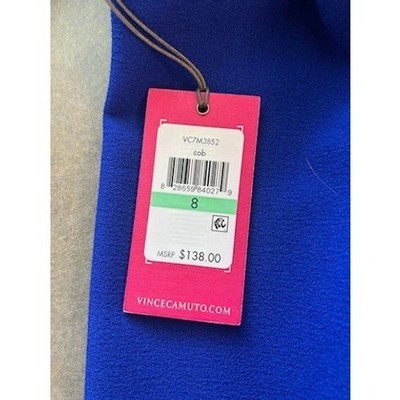 VC7M3852
cob
8 28659 84027 9
8
MSRP $138.00
VINCECAMUTO.COM